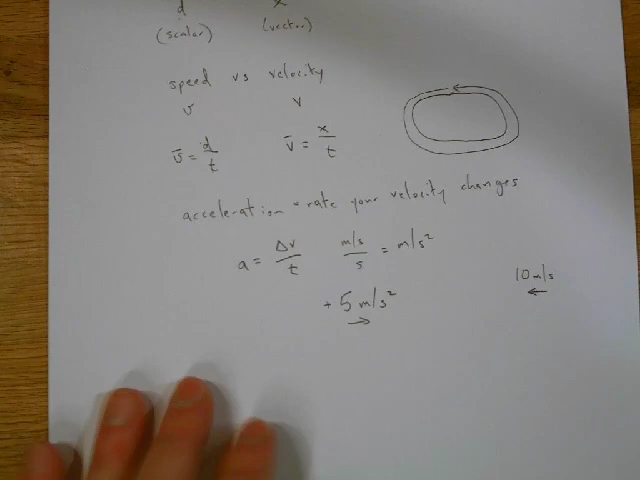 d x
(scalar) (vector)
speed vs velocity
v v
v̄ = d/t v̄ = x/t
acceleration = rate your velocity changes
a = Δv/t m/s/s = m/s²
10 m/s
←
+ 5 m/s²
→